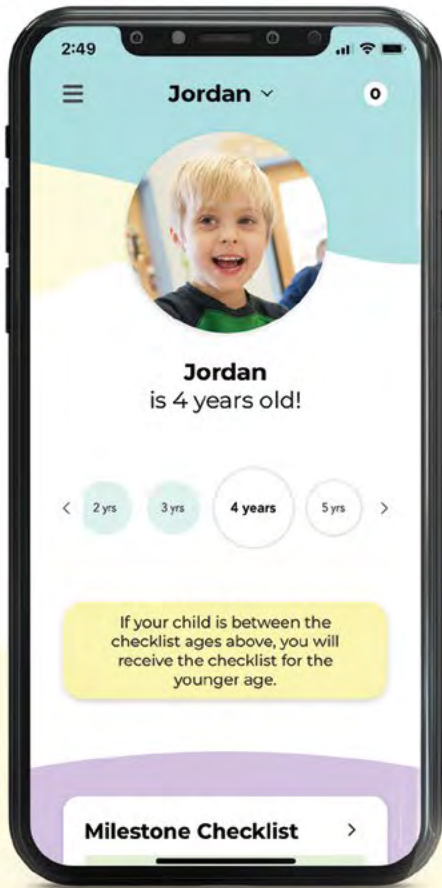 2:49
Jordan
0
Jordan
is 4 years old!
2 yrs
3 yrs
4 years
5 yrs
If your child is between the
checklist ages above, you will
receive the checklist for the
younger age.
Milestone Checklist